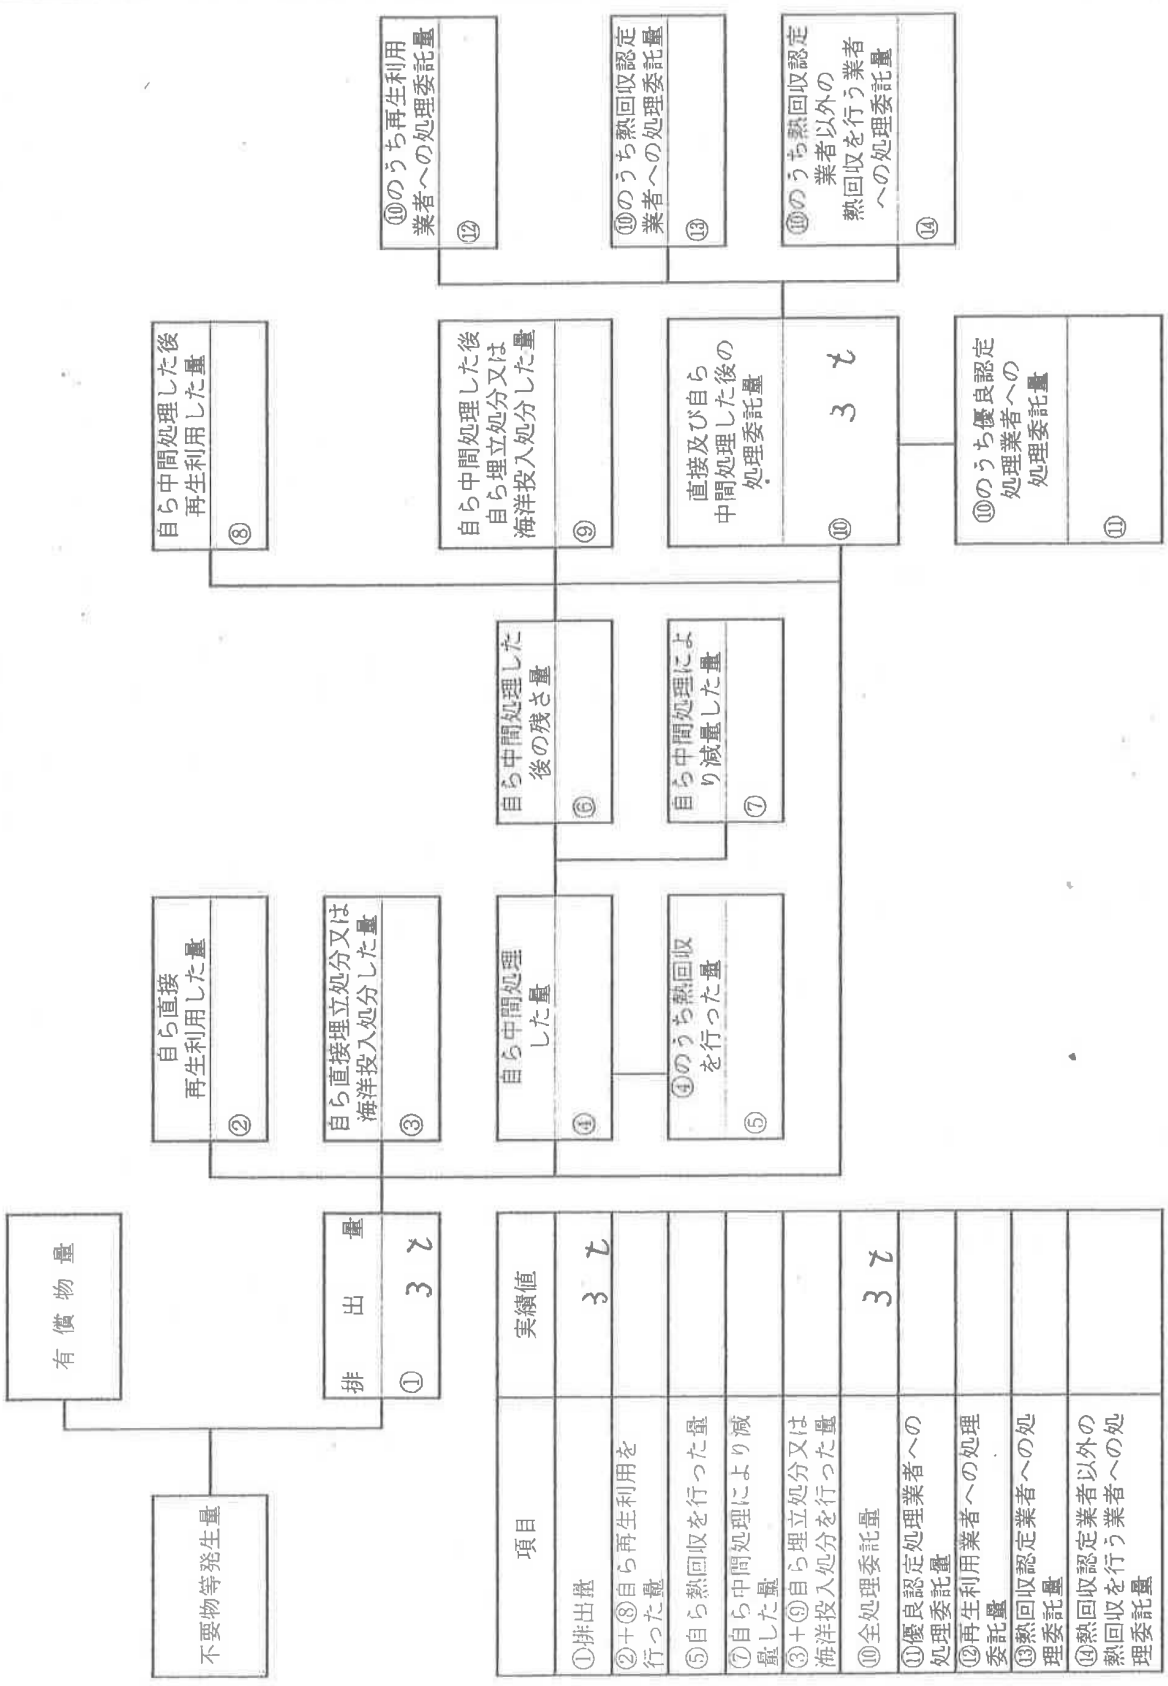 不要物等発生量
有償物量
排出量
① 3 t
自ら直接
再生利用した量
②
自ら直接埋立処分又は
海洋投入処分した量
③
自ら中間処理
した量
④
④のうち熱回収
を行った量
⑤
自ら中間処理した
後の残さ量
⑥
自ら中間処理によ
り減量した量
⑦
自ら中間処理した後
再生利用した量
⑧
自ら中間処理した後
自ら埋立処分又は
海洋投入処分した量
⑨
直接及び自ら
中間処理した後の
処理委託量
⑩ 3 t
⑩のうち優良認定
処理業者への
処理委託量
⑪
⑩のうち再生利用
業者への処理委託量
⑫
⑩のうち熱回収認定
業者への処理委託量
⑬
⑩のうち熱回収認定
業者以外の
熱回収を行う業者
への処理委託量
⑭
項目 実績値
①排出量 3 t
②+⑧自ら再生利用を
行った量
⑤自ら熱回収を行った量
⑦自ら中間処理により減
量した量
③+⑨自ら埋立処分又は
海洋投入処分を行った量
⑩全処理委託量 3 t
⑪優良認定処理業者への
処理委託量
⑫再生利用業者への処理
委託量
⑬熱回収認定業者への処
理委託量
⑭熱回収認定業者以外の
熱回収を行う業者への処
理委託量